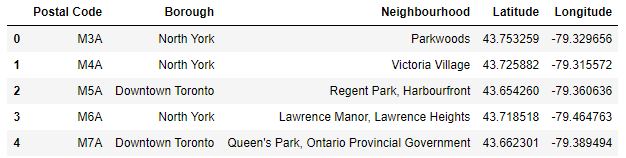 Postal Code Borough Neighbourhood Latitude Longitude
0 M3A North York Parkwoods 43.753259 -79.329656
1 M4A North York Victoria Village 43.725882 -79.315572
2 M5A Downtown Toronto Regent Park, Harbourfront 43.654260 -79.360636
3 M6A North York Lawrence Manor, Lawrence Heights 43.718518 -79.464763
4 M7A Downtown Toronto Queen's Park, Ontario Provincial Government 43.662301 -79.389494